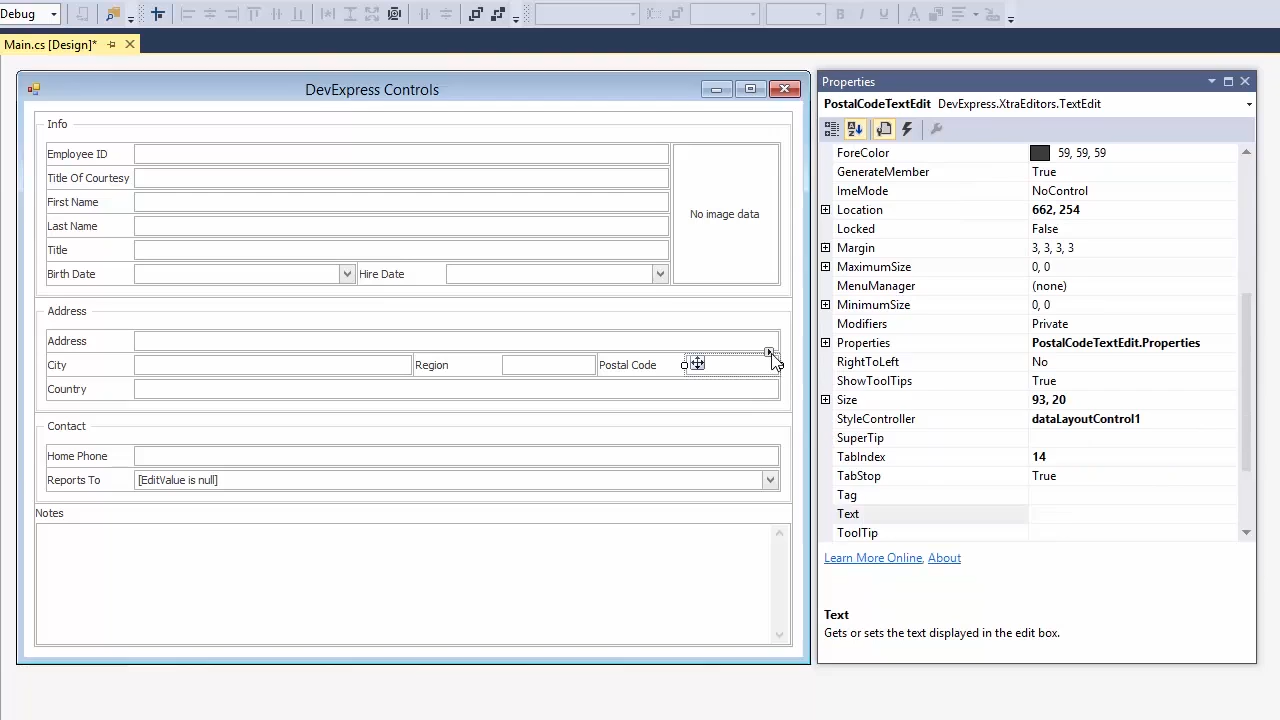 Debug
B I U
Main.cs [Design]*
DevExpress Controls
Info
Employee ID
Title Of Courtesy
No image data
First Name
Last Name
Title
Birth Date Hire Date
Address
Address
City Region Postal Code
Country
Contact
Home Phone
Reports To [EditValue is null]
Notes
Properties
PostalCodeTextEdit DevExpress.XtraEditors.TextEdit
ForeColor 59, 59, 59
GenerateMember True
ImeMode NoControl
Location 662, 254
Locked False
Margin 3, 3, 3, 3
MaximumSize 0, 0
MenuManager (none)
MinimumSize 0, 0
Modifiers Private
Properties PostalCodeTextEdit.Properties
RightToLeft No
ShowToolTips True
Size 93, 20
StyleController dataLayoutControl1
SuperTip
TabIndex 14
TabStop True
Tag
Text
ToolTip
Learn More Online, About
Text
Gets or sets the text displayed in the edit box.